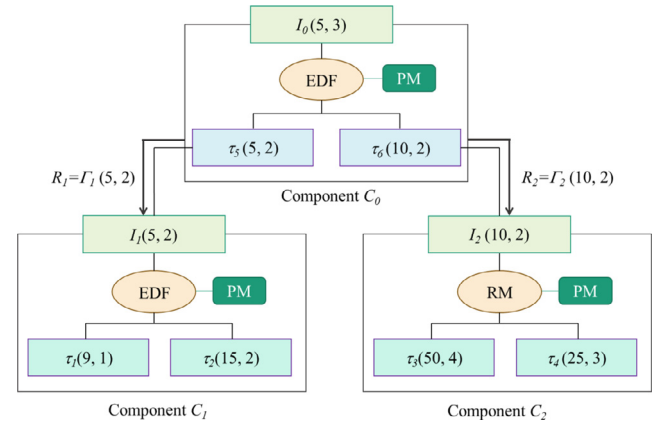 I0(5, 3)
EDF
PM
τ5(5, 2)
τ6(10, 2)
R1=Γ1(5, 2)
R2=Γ2(10, 2)
Component C0
I1(5, 2)
I2(10, 2)
EDF
PM
RM
PM
τ1(9, 1)
τ2(15, 2)
τ3(50, 4)
τ4(25, 3)
Component C1
Component C2